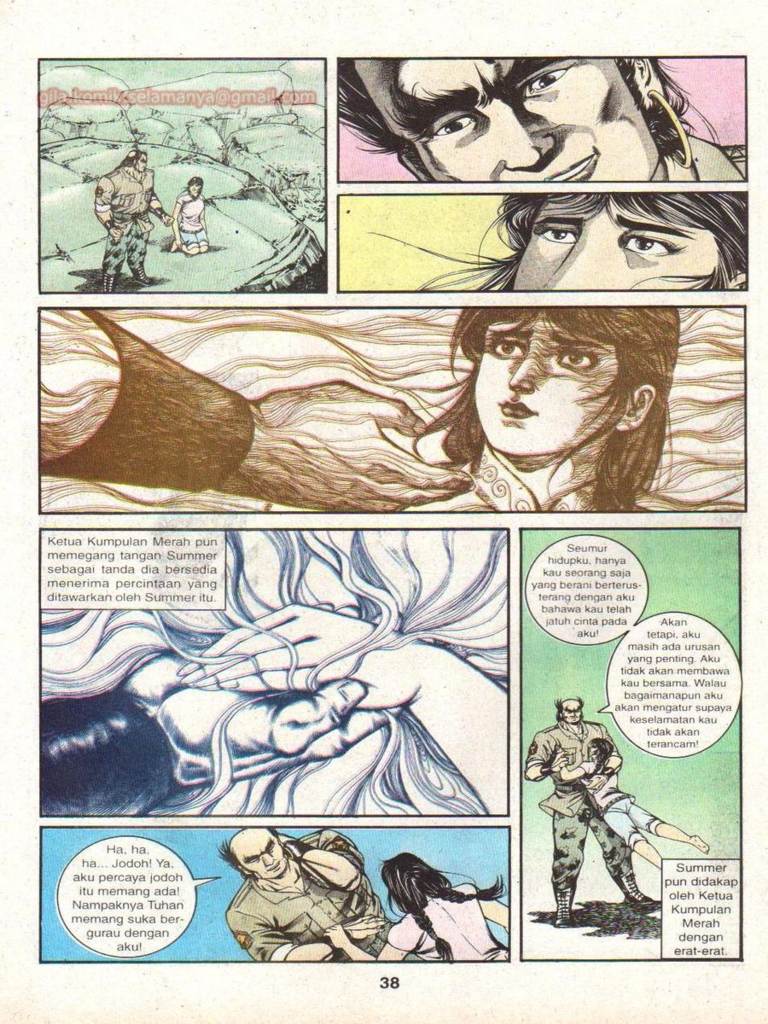 gila-komik-selamanya@gmail.com
Ketua Kumpulan Merah pun
memegang tangan Summer
sebagai tanda dia bersedia
menerima percintaan yang
ditawarkan oleh Summer itu.
Ha, ha,
ha... Jodoh! Ya,
aku percaya jodoh
itu memang ada!
Nampaknya Tuhan
memang suka ber-
gurau dengan
aku!
Seumur
hidupku, hanya
kau seorang saja
yang berani berterus-
terang dengan aku
bahawa kau telah
jatuh cinta pada
aku!
Akan
tetapi, aku
masih ada urusan
yang penting. Aku
tidak akan membawa
kau bersama. Walau
bagaimanapun aku
akan mengatur supaya
keselamatan kau
tidak akan
terancam!
Summer
pun didakap
oleh Ketua
Kumpulan
Merah
dengan
erat-erat.
38